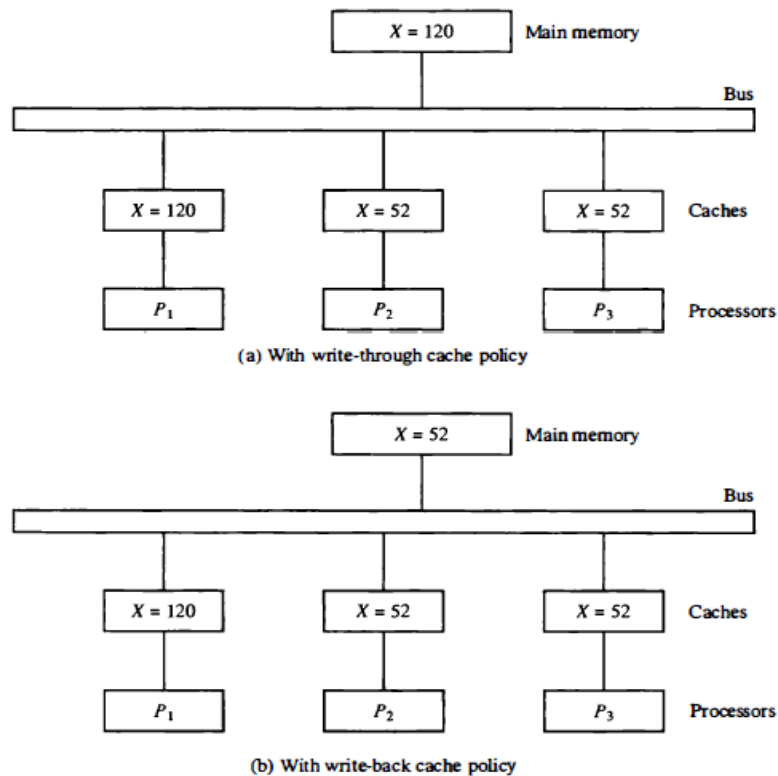 X = 120 Main memory
Bus
X = 120 X = 52 X = 52 Caches
P1 P2 P3 Processors
(a) With write-through cache policy
X = 52 Main memory
Bus
X = 120 X = 52 X = 52 Caches
P1 P2 P3 Processors
(b) With write-back cache policy